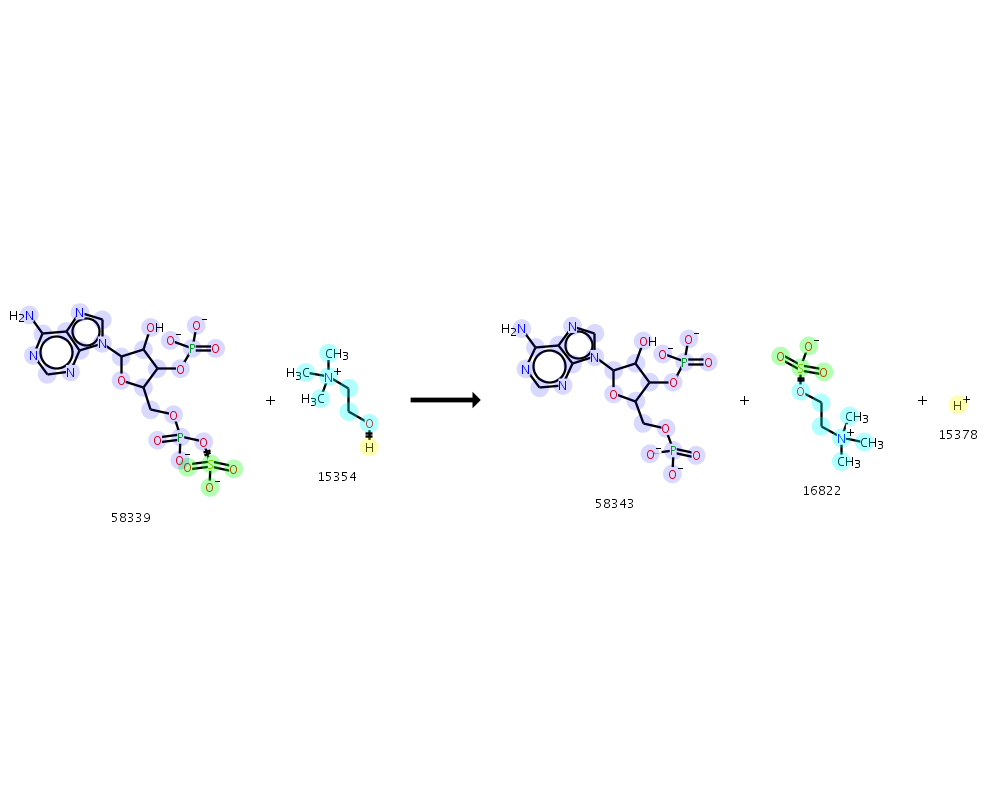 H₂N N N N N OH O O⁻ P O O⁻ O O P O O⁻ O S O O O⁻
+
CH₃ H₃C N⁺ H₃C O H
H₂N N N N N OH O O⁻ P O O⁻ O O P O⁻ O O⁻
+
O⁻ O S O O N⁺ CH₃ CH₃ CH₃
+
H⁺
58339
15354
58343
16822
15378